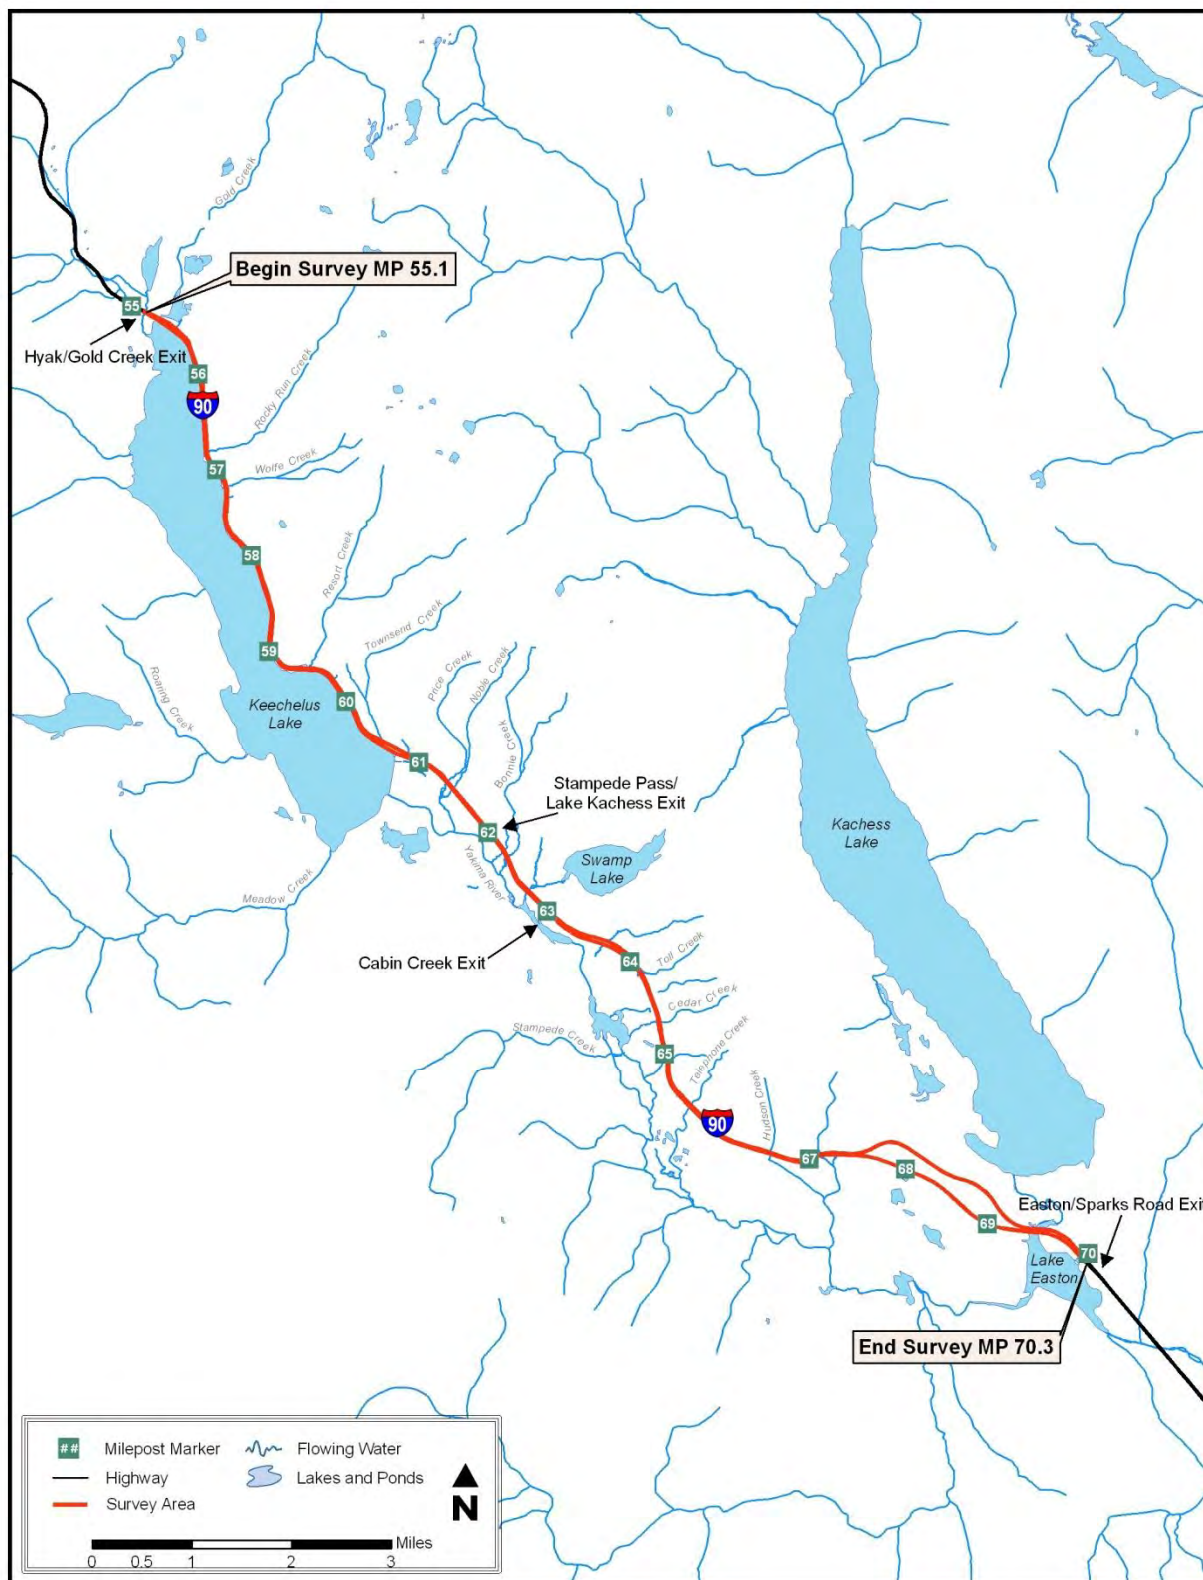 Gold Creek
Begin Survey MP 55.1
55
Hyak/Gold Creek Exit
56
90
Rocky Run Creek
57
Wolfe Creek
58
Resort Creek
Townsend Creek
59
Price Creek
Noble Creek
Roaring Creek
60
Keechelus
Lake
Bonnie Creek
61
Stampede Pass/
Lake Kachess Exit
62
Kachess
Lake
Swamp
Lake
Yakima River
Meadow Creek
63
Cabin Creek Exit
64
Toll Creek
Cedar Creek
Stampede Creek
65
Telephone Creek
Hudson Creek
90
67
68
Easton/Sparks Road Exit
69
70
Lake
Easton
End Survey MP 70.3
## Milepost Marker
Flowing Water
Highway
Lakes and Ponds
Survey Area
N
Miles
0 0.5 1 2 3